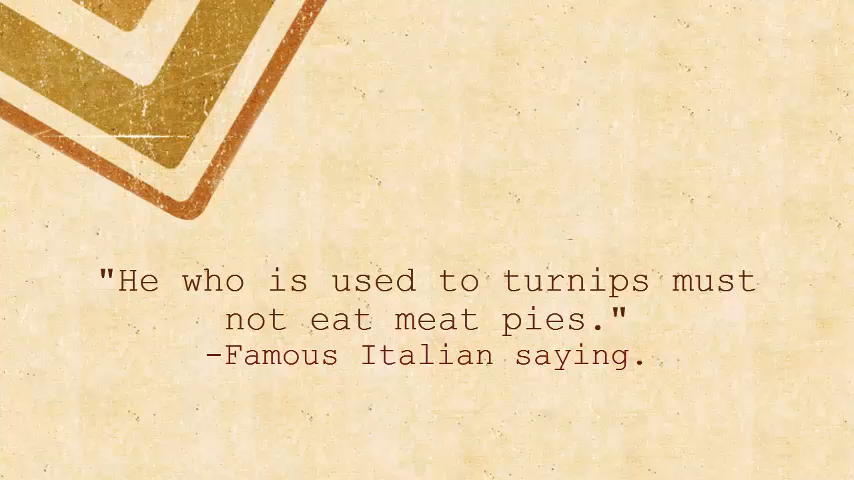 "He who is used to turnips must
not eat meat pies."
-Famous Italian saying.